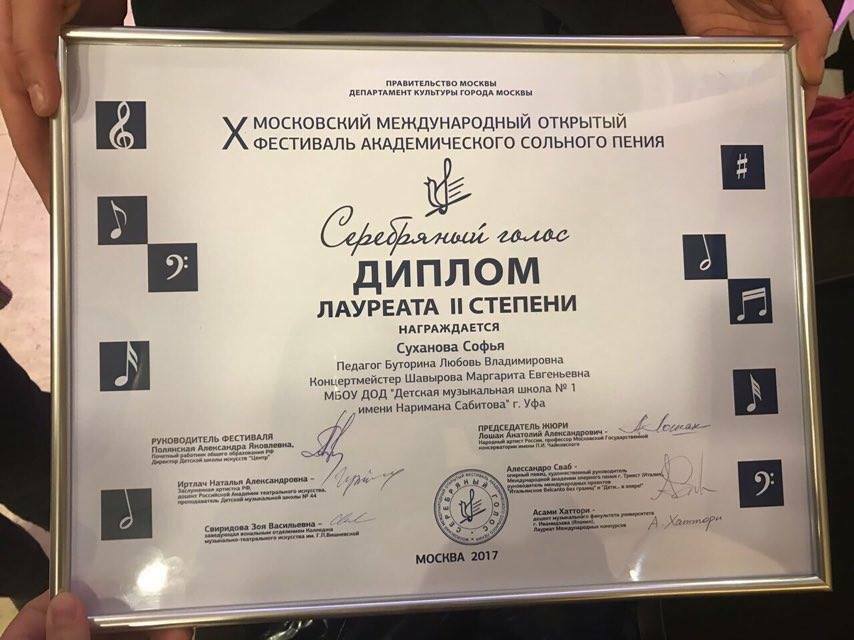 ПРАВИТЕЛЬСТВО МОСКВЫ
ДЕПАРТАМЕНТ КУЛЬТУРЫ ГОРОДА МОСКВЫ
X МОСКОВСКИЙ МЕЖДУНАРОДНЫЙ ОТКРЫТЫЙ
ФЕСТИВАЛЬ АКАДЕМИЧЕСКОГО СОЛЬНОГО ПЕНИЯ
Серебряный голос
ДИПЛОМ
ЛАУРЕАТА II СТЕПЕНИ
НАГРАЖДАЕТСЯ
Суханова Софья
Педагог Буторина Любовь Владимировна
Концертмейстер Шавырова Маргарита Евгеньевна
МБОУ ДОД "Детская музыкальная школа № 1
имени Наримана Сабитова" г. Уфа
РУКОВОДИТЕЛЬ ФЕСТИВАЛЯ
Полянская Александра Яковлевна,
Почетный работник общего образования РФ
Директор Детской школы искусств "Центр"
Иртлач Наталья Александровна -
Заслуженная артистка РФ,
доцент Российской Академии театрального искусства,
преподаватель Детской музыкальной школы № 44
Свиридова Зоя Васильевна -
заведующая вокальным отделением Колледжа
музыкально-театрального искусства им. Г.П.Вишневской
ПРЕДСЕДАТЕЛЬ ЖЮРИ
Лошак Анатолий Александрович -
Народный артист России, профессор Московской Государственной
консерватории имени П.И. Чайковского
Алессандро Сваб -
оперный певец, художественный руководитель
Международной академии оперного пения г. Триест (Италия)
руководитель международных проектов
"Итальянское Belcanto без границ" и "Дети... в опере!"
Асами Хаттори -
доцент музыкального факультета университета
г. (Япония),
Лауреат Международных конкурсов
А. Лошак
А. Хаттори
СЕРЕБРЯНЫЙ ГОЛОС
МОСКВА 2017